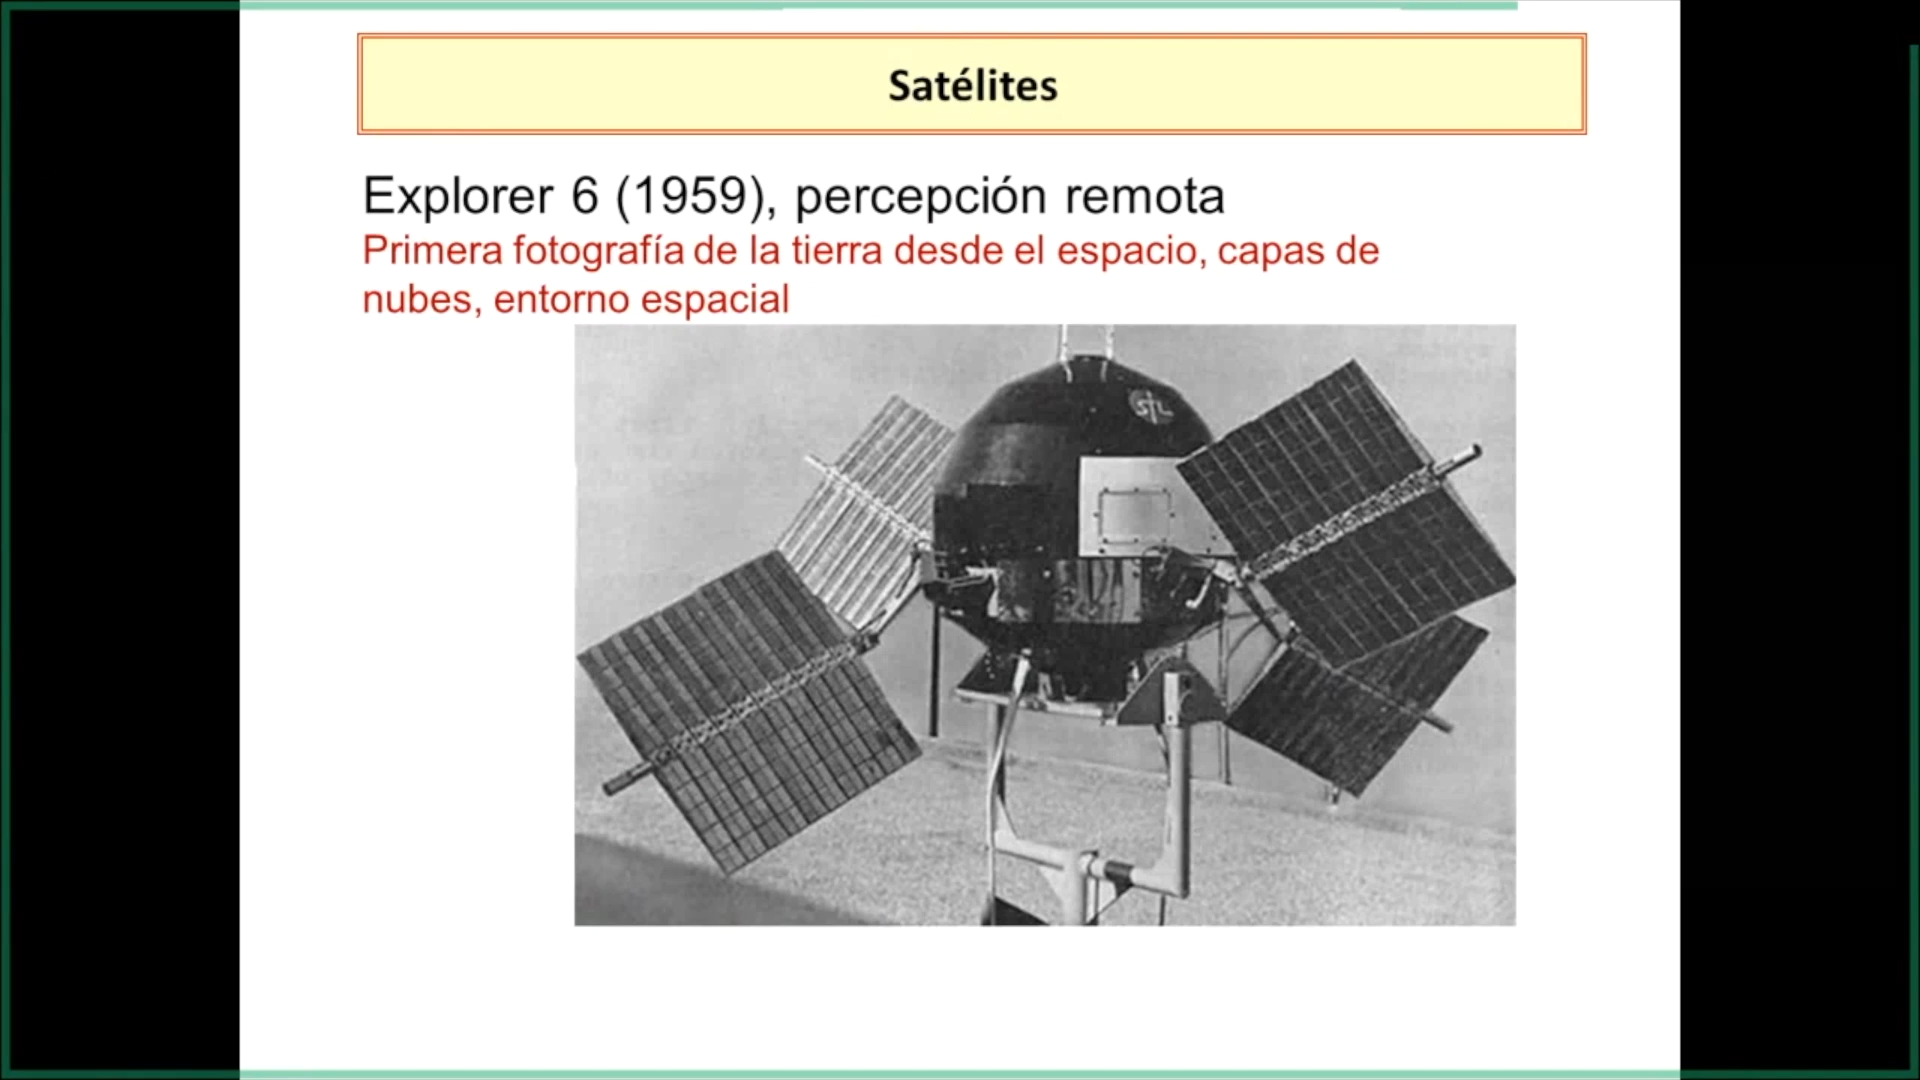 Satélites
Explorer 6 (1959), percepción remota
Primera fotografía de la tierra desde el espacio, capas de
nubes, entorno espacial
STL